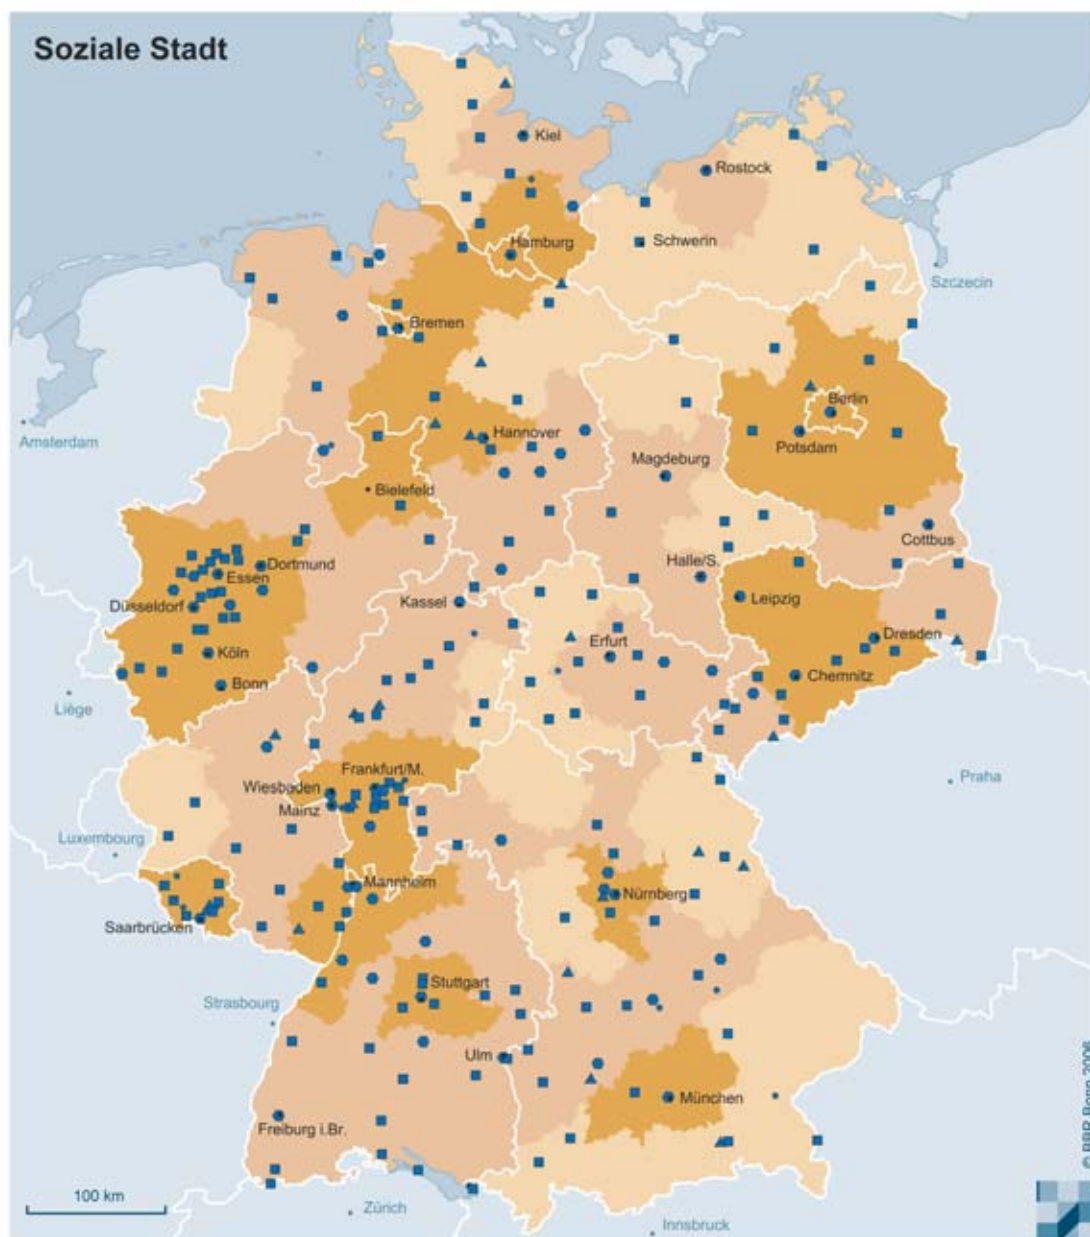 Soziale Stadt
Kiel
Rostock
Hamburg
Schwerin
Szczecin
Bremen
Berlin
Amsterdam
Hannover
Potsdam
Magdeburg
Bielefeld
Cottbus
Dortmund
Halle/S.
Essen
Leipzig
Düsseldorf
Kassel
Dresden
Erfurt
Köln
Chemnitz
Bonn
Liège
Frankfurt/M.
Praha
Wiesbaden
Mainz
Luxembourg
Mannheim
Nürnberg
Saarbrücken
Stuttgart
Strasbourg
Ulm
München
Freiburg i.Br.
© BBR Bonn 2006
100 km
Zürich
Innsbruck